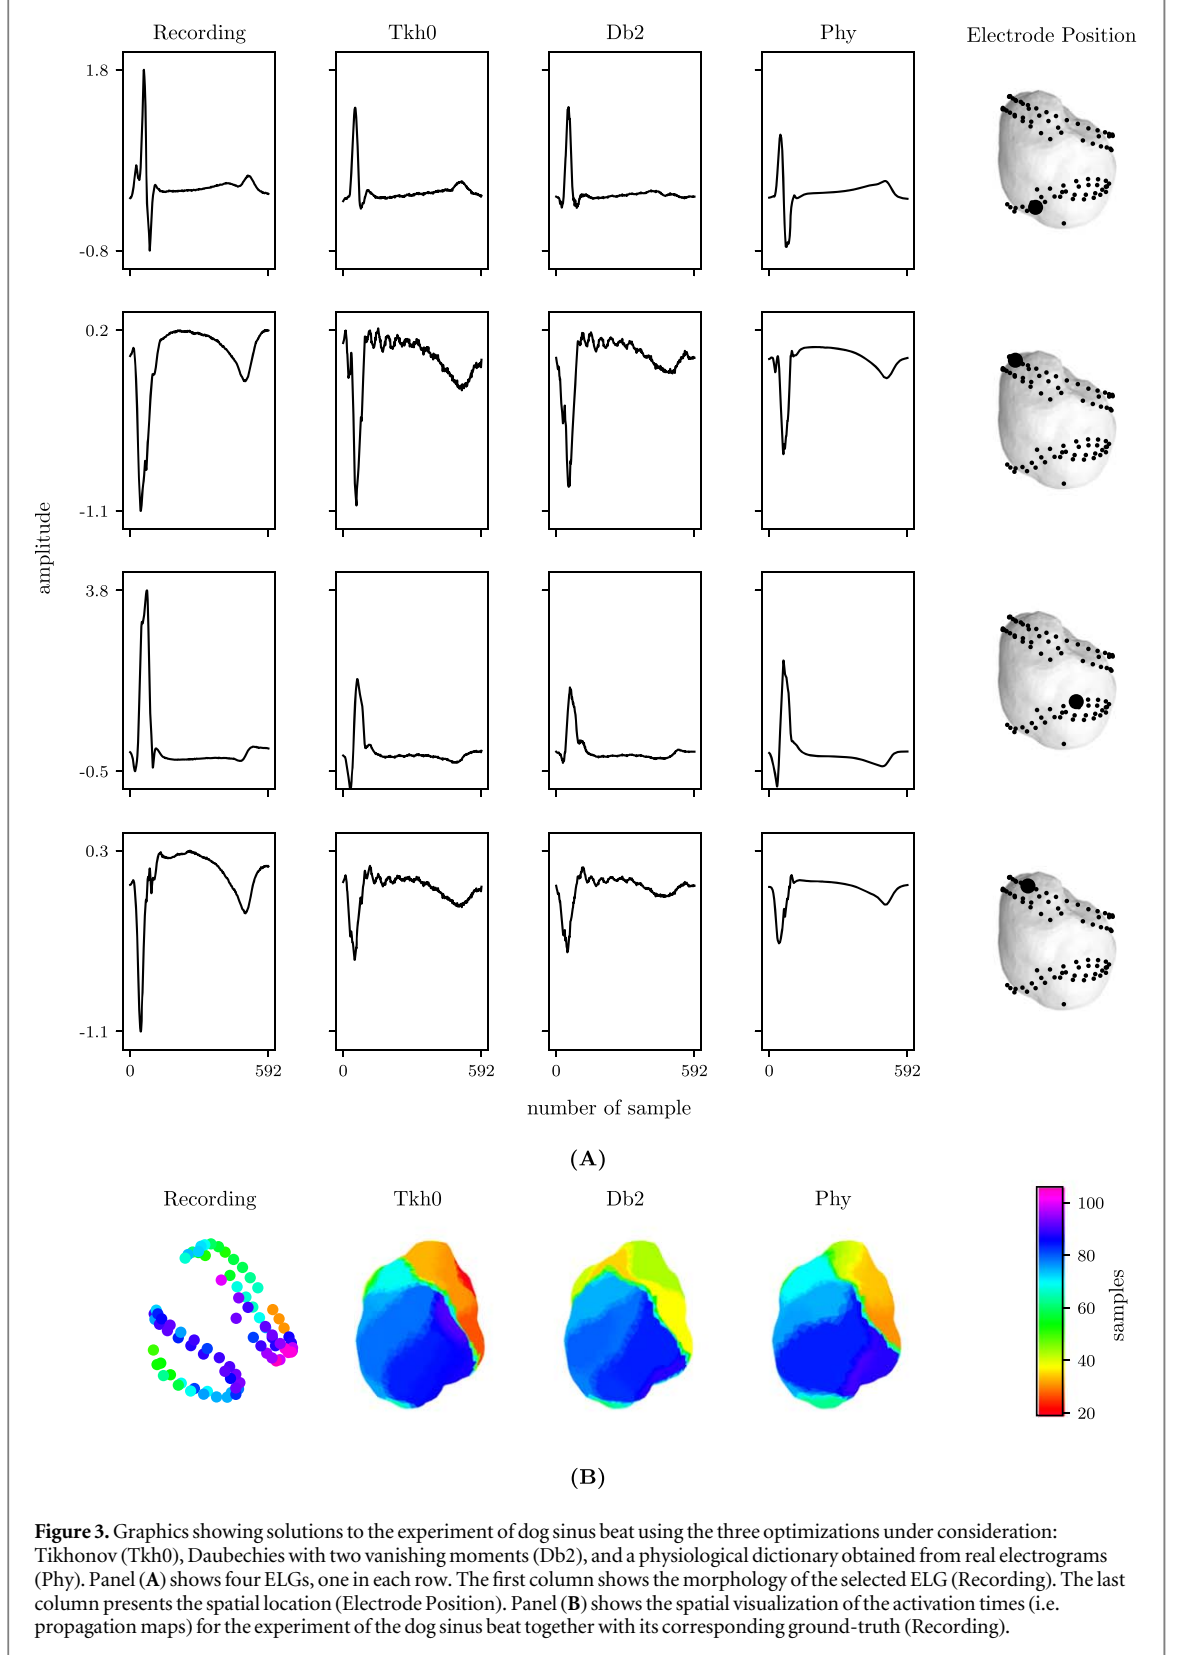 Recording Tkh0 Db2 Phy Electrode Position
1.8
-0.8
0.2
-1.1
amplitude
3.8
-0.5
0.3
-1.1
0 592 0 592 0 592 0 592
number of sample
(A)
Recording Tkh0 Db2 Phy
100
80
60
40
20
samples
(B)
Figure 3. Graphics showing solutions to the experiment of dog sinus beat using the three optimizations under consideration:
Tikhonov (Tkh0), Daubechies with two vanishing moments (Db2), and a physiological dictionary obtained from real electrograms
(Phy). Panel (A) shows four ELGs, one in each row. The first column shows the morphology of the selected ELG (Recording). The last
column presents the spatial location (Electrode Position). Panel (B) shows the spatial visualization of the activation times (i.e.
propagation maps) for the experiment of the dog sinus beat together with its corresponding ground-truth (Recording).